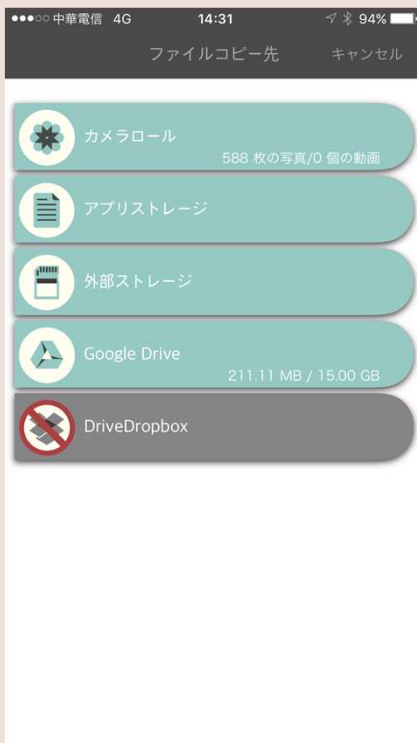 中華電信 4G 14:31 94%
ファイルコピー先 キャンセル
カメラロール
588 枚の写真/0 個の動画
アプリストレージ
外部ストレージ
Google Drive
211.11 MB / 15.00 GB
DriveDropbox